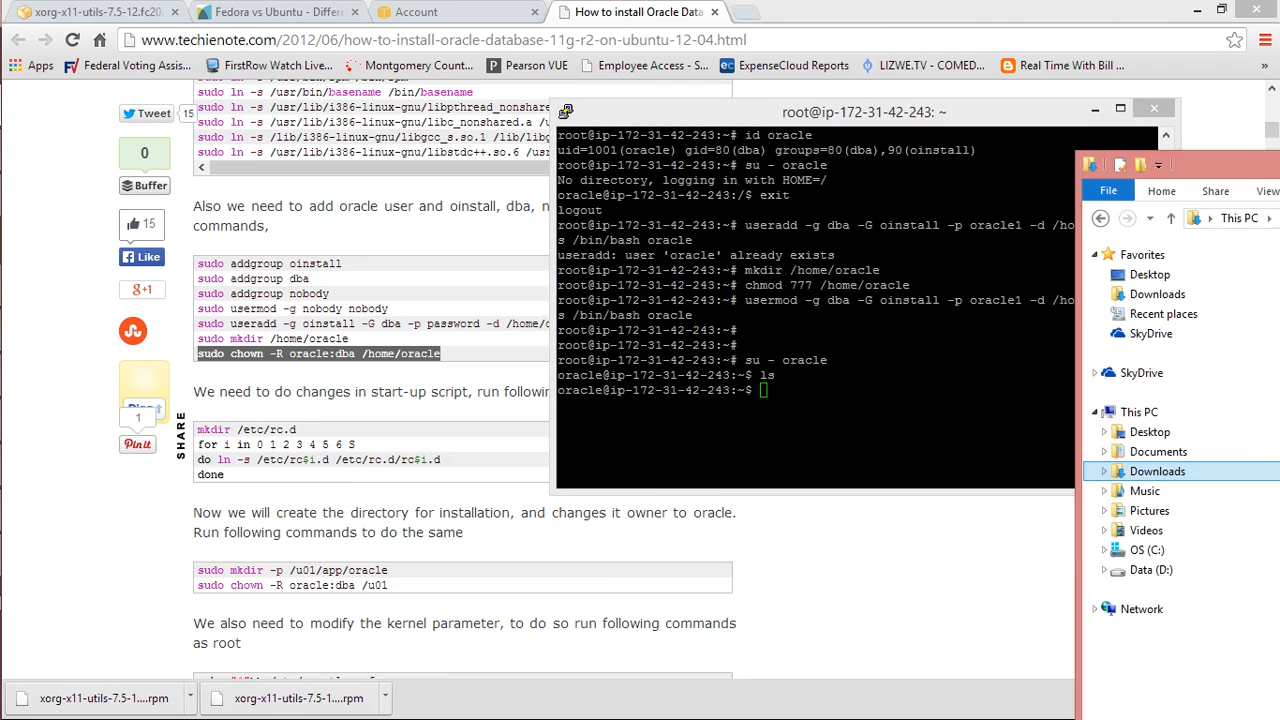 xorg-x11-utils-7.5-12.fc20
Fedora vs Ubuntu - Differe
Account
How to install Oracle Data
www.techienote.com/2012/06/how-to-install-oracle-database-11g-r2-on-ubuntu-12-04.html
Apps
Federal Voting Assis...
FirstRow Watch Live...
Montgomery Count...
Pearson VUE
Employee Access - S...
ExpenseCloud Reports
LIZWE.TV - COMED...
Real Time With Bill ...
»
sudo ln -s /usr/bin/basename /bin/basename
sudo ln -s /usr/lib/i386-linux-gnu/libpthread_nonshare
sudo ln -s /usr/lib/i386-linux-gnu/libc_nonshared.a /u
sudo ln -s /lib/i386-linux-gnu/libgcc_s.so.1 /lib/libg
sudo ln -s /usr/lib/i386-linux-gnu/libstdc++.so.6 /usr
Tweet
15
0
Buffer
15
Like
+1
1
Pin it
SHARE
Also we need to add oracle user and oinstall, dba, n
commands,
sudo addgroup oinstall
sudo addgroup dba
sudo addgroup nobody
sudo usermod -g nobody nobody
sudo useradd -g oinstall -G dba -p password -d /home/o
sudo mkdir /home/oracle
sudo chown -R oracle:dba /home/oracle
We need to do changes in start-up script, run followin
mkdir /etc/rc.d
for i in 0 1 2 3 4 5 6 S
do ln -s /etc/rc$i.d /etc/rc.d/rc$i.d
done
Now we will create the directory for installation, and changes it owner to oracle.
Run following commands to do the same
sudo mkdir -p /u01/app/oracle
sudo chown -R oracle:dba /u01
We also need to modify the kernel parameter, to do so run following commands
as root
root@ip-172-31-42-243: ~
root@ip-172-31-42-243:~# id oracle
uid=1001(oracle) gid=80(dba) groups=80(dba),90(oinstall)
root@ip-172-31-42-243:~# su - oracle
No directory, logging in with HOME=/
oracle@ip-172-31-42-243:/$ exit
logout
root@ip-172-31-42-243:~# useradd -g dba -G oinstall -p oracle1 -d /ho
s /bin/bash oracle
useradd: user 'oracle' already exists
root@ip-172-31-42-243:~# mkdir /home/oracle
root@ip-172-31-42-243:~# chmod 777 /home/oracle
root@ip-172-31-42-243:~# usermod -g dba -G oinstall -p oracle1 -d /ho
s /bin/bash oracle
root@ip-172-31-42-243:~#
root@ip-172-31-42-243:~#
root@ip-172-31-42-243:~# su - oracle
oracle@ip-172-31-42-243:~$ ls
oracle@ip-172-31-42-243:~$
File
Home
Share
View
This PC
Favorites
Desktop
Downloads
Recent places
SkyDrive
SkyDrive
This PC
Desktop
Documents
Downloads
Music
Pictures
Videos
OS (C:)
Data (D:)
Network
xorg-x11-utils-7.5-1....rpm
xorg-x11-utils-7.5-1....rpm